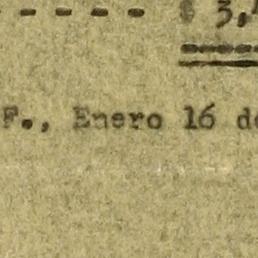 - - - - $ 3,
F., Enero 16 de